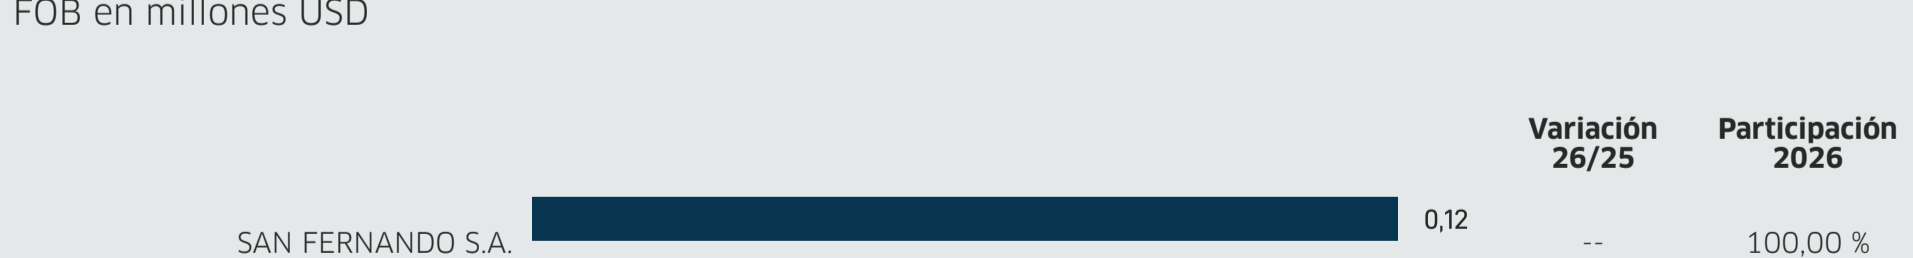 FOB en millones USD
Variación Participación
26/25 2026
0,12
SAN FERNANDO S.A. -- 100,00 %